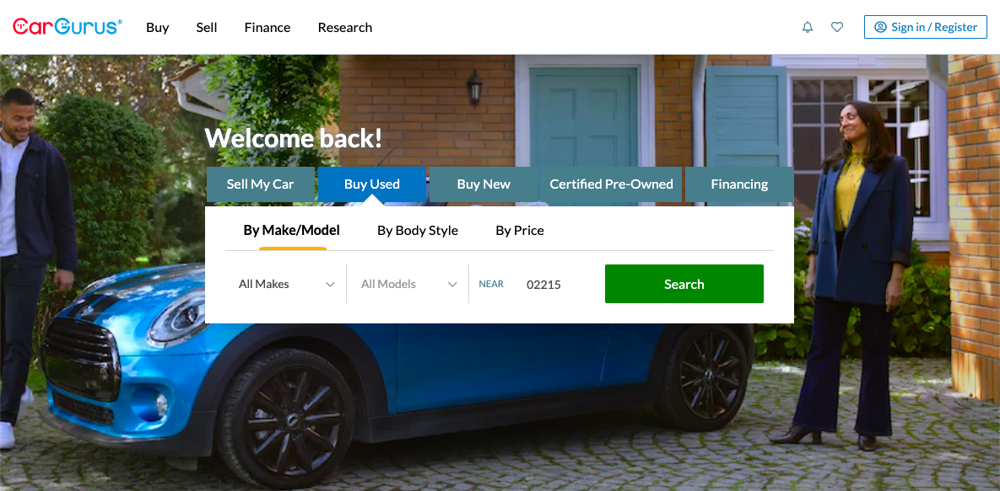 CarGurus®
Buy
Sell
Finance
Research
Sign in / Register
Welcome back!
Sell My Car
Buy Used
Buy New
Certified Pre-Owned
Financing
By Make/Model
By Body Style
By Price
All Makes
All Models
NEAR
02215
Search